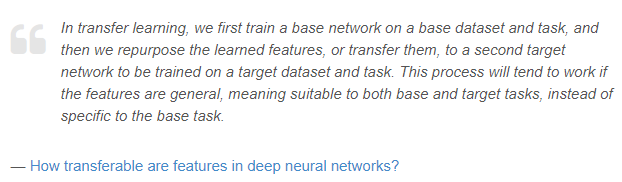 In transfer learning, we first train a base network on a base dataset and task, and
then we repurpose the learned features, or transfer them, to a second target
network to be trained on a target dataset and task. This process will tend to work if
the features are general, meaning suitable to both base and target tasks, instead of
specific to the base task.
— How transferable are features in deep neural networks?